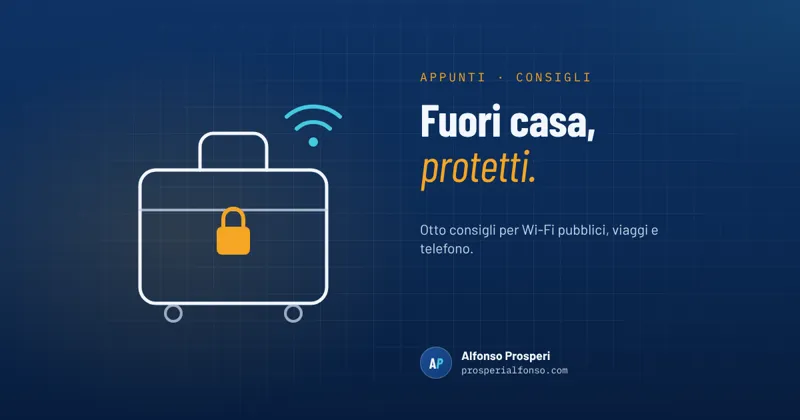 APPUNTI · CONSIGLI
Fuori casa,
protetti.
Otto consigli per Wi-Fi pubblici, viaggi e
telefono.
AP
Alfonso Prosperi
prosperialfonso.com